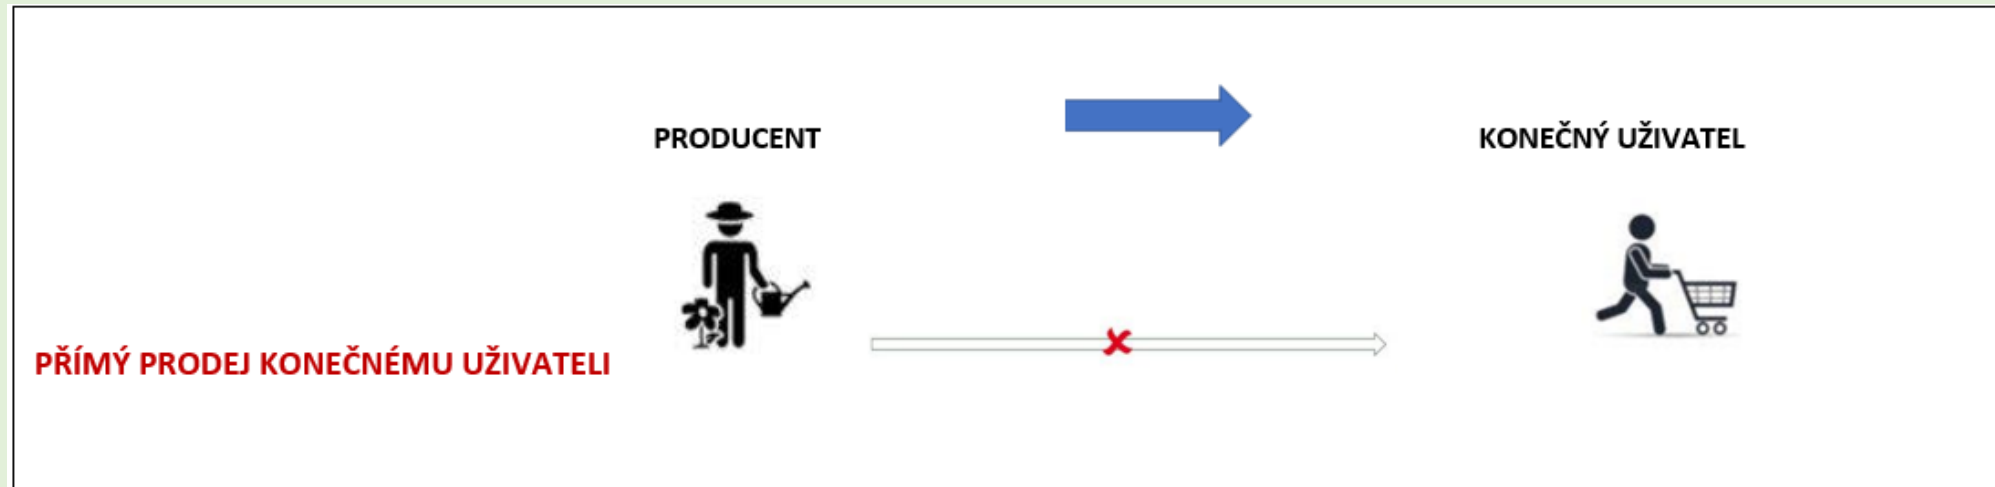 PRODUCENT
KONEČNÝ UŽIVATEL
PŘÍMÝ PRODEJ KONEČNÉMU UŽIVATELI